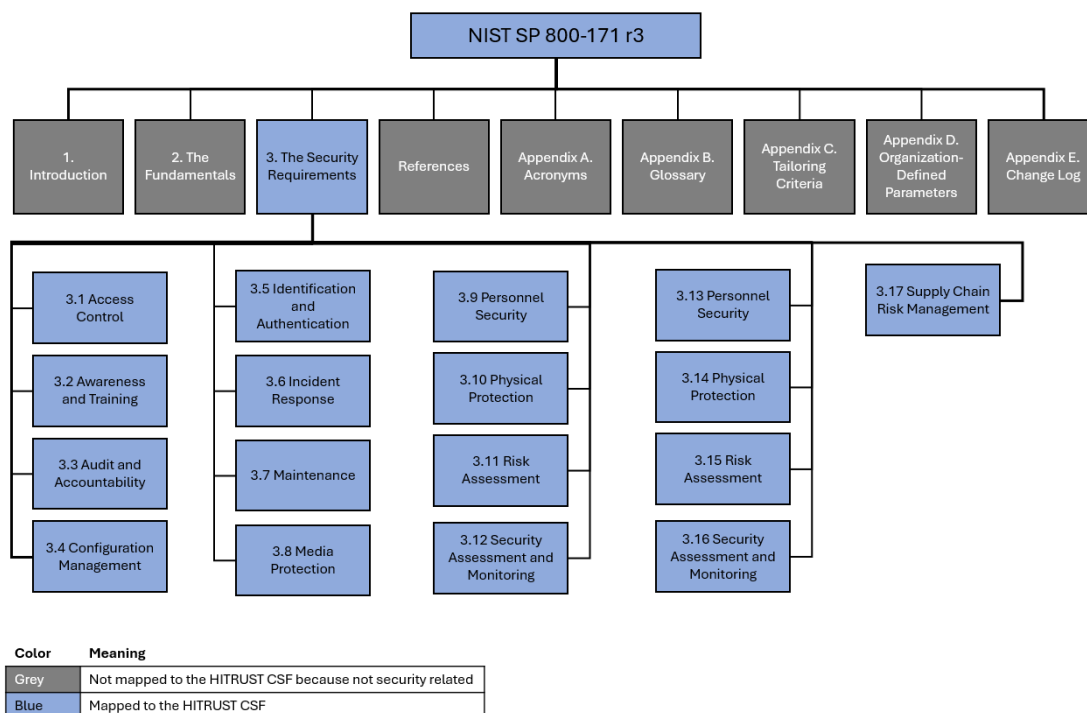 NIST SP 800-171 r3
1.
Introduction
2. The
Fundamentals
3. The Security
Requirements
References
Appendix A.
Acronyms
Appendix B.
Glossary
Appendix C.
Tailoring
Criteria
Appendix D.
Organization-
Defined
Parameters
Appendix E.
Change Log
3.1 Access
Control
3.2 Awareness
and Training
3.3 Audit and
Accountability
3.4 Configuration
Management
3.5 Identification
and
Authentication
3.6 Incident
Response
3.7 Maintenance
3.8 Media
Protection
3.9 Personnel
Security
3.10 Physical
Protection
3.11 Risk
Assessment
3.12 Security
Assessment and
Monitoring
3.13 Personnel
Security
3.14 Physical
Protection
3.15 Risk
Assessment
3.16 Security
Assessment and
Monitoring
3.17 Supply Chain
Risk Management
Color Meaning
Grey Not mapped to the HITRUST CSF because not security related
Blue Mapped to the HITRUST CSF